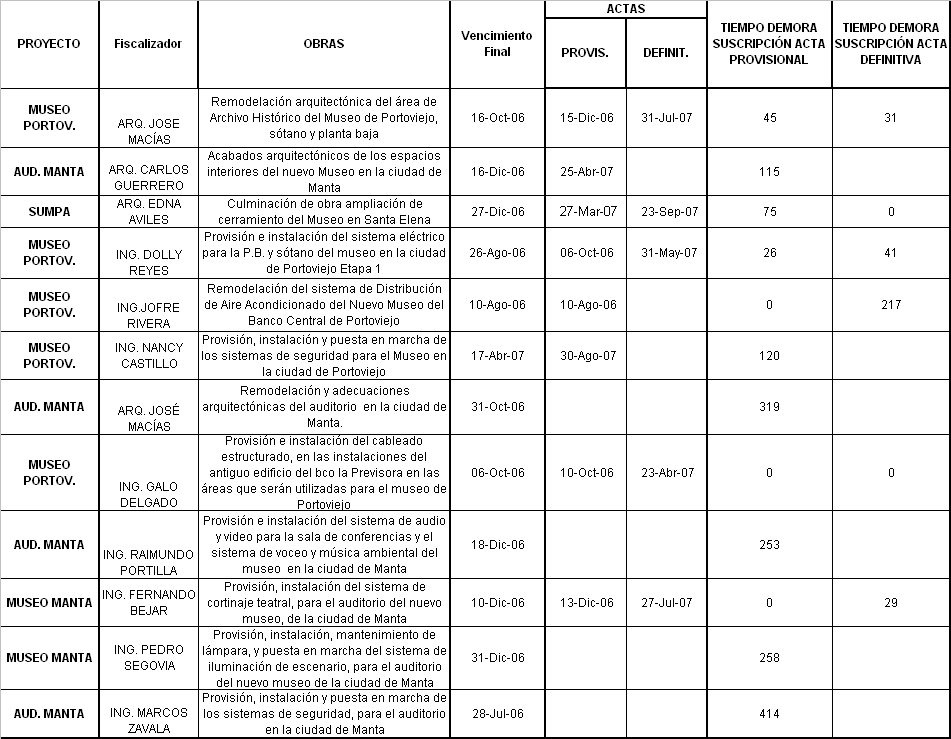 PROYECTO
Fiscalizador
OBRAS
Vencimiento
Final
ACTAS
PROVIS.
DEFINIT.
TIEMPO DEMORA
SUSCRIPCIÓN ACTA
PROVISIONAL
TIEMPO DEMORA
SUSCRIPCIÓN ACTA
DEFINITIVA
MUSEO
PORTOV.
ARQ. JOSE
MACÍAS
Remodelación arquitectónica del área de
Archivo Histórico del Museo de Portoviejo,
sótano y planta baja
16-Oct-06
15-Dic-06
31-Jul-07
45
31
AUD. MANTA
ARQ. CARLOS
GUERRERO
Acabados arquitectónicos de los espacios
interiores del nuevo Museo en la ciudad de
Manta
16-Dic-06
25-Abr-07
115
SUMPA
ARQ. EDNA
AVILES
Culminación de obra ampliación de
cerramiento del Museo en Santa Elena
27-Dic-06
27-Mar-07
23-Sep-07
75
0
MUSEO
PORTOV.
ING. DOLLY
REYES
Provisión e instalación del sistema eléctrico
para la P.B. y sótano del museo en la ciudad
de Portoviejo Etapa 1
26-Ago-06
06-Oct-06
31-May-07
26
41
MUSEO
PORTOV.
ING.JOFRE
RIVERA
Remodelación del sistema de Distribución
de Aire Acondicionado del Nuevo Museo del
Banco Central de Portoviejo
10-Ago-06
10-Ago-06
0
217
MUSEO
PORTOV.
ING. NANCY
CASTILLO
Provisión, instalación y puesta en marcha de
los sistemas de seguridad para el Museo en
la ciudad de Portoviejo
17-Abr-07
30-Ago-07
120
AUD. MANTA
ARQ. JOSÉ
MACÍAS
Remodelación y adecuaciones
arquitectónicas del auditorio en la ciudad de
Manta.
31-Oct-06
319
MUSEO
PORTOV.
ING. GALO
DELGADO
Provisión e instalación del cableado
estructurado, en las instalaciones del
antiguo edificio del bco la Previsora en las
áreas que serán utilizadas para el museo de
Portoviejo
06-Oct-06
10-Oct-06
23-Abr-07
0
0
AUD. MANTA
ING. RAIMUNDO
PORTILLA
Provisión e instalación del sistema de audio
y video para la sala de conferencias y el
sistema de voceo y música ambiental del
museo en la ciudad de Manta
18-Dic-06
253
MUSEO MANTA
ING. FERNANDO
BEJAR
Provisión, instalación del sistema de
cortinaje teatral, para el auditorio del nuevo
museo, de la ciudad de Manta
10-Dic-06
13-Dic-06
27-Jul-07
0
29
MUSEO MANTA
ING. PEDRO
SEGOVIA
Provisión, instalación, mantenimiento de
lámpara, y puesta en marcha del sistema de
iluminación de escenario, para el auditorio
del nuevo museo de la ciudad de Manta
31-Dic-06
258
AUD. MANTA
ING. MARCOS
ZAVALA
Provisión, instalación y puesta en marcha de
los sistemas de seguridad, para el auditorio
en la ciudad de Manta
28-Jul-06
414